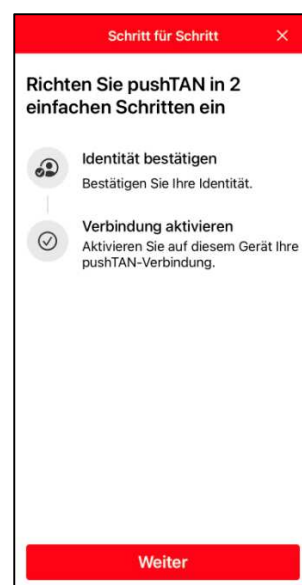 Schritt für Schritt
Richten Sie pushTAN in 2
einfachen Schritten ein
Identität bestätigen
Bestätigen Sie Ihre Identität.
Verbindung aktivieren
Aktivieren Sie auf diesem Gerät Ihre
pushTAN-Verbindung.
Weiter